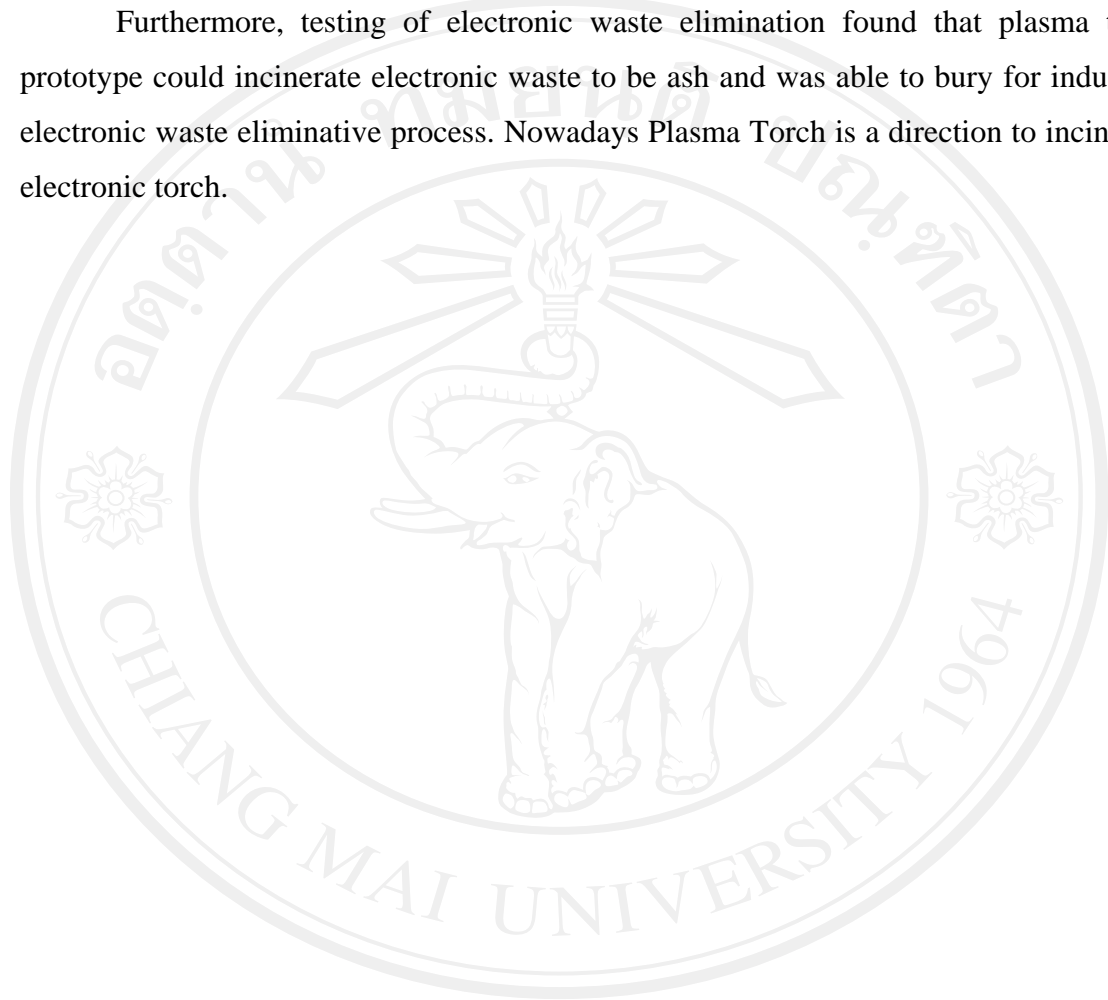 Furthermore, testing of electronic waste elimination found that plasma
prototype could incinerate electronic waste to be ash and was able to bury for
electronic waste eliminative process. Nowadays Plasma Torch is a direction to
electronic torch.
CHIANG MAI UNIVERSITY 1964